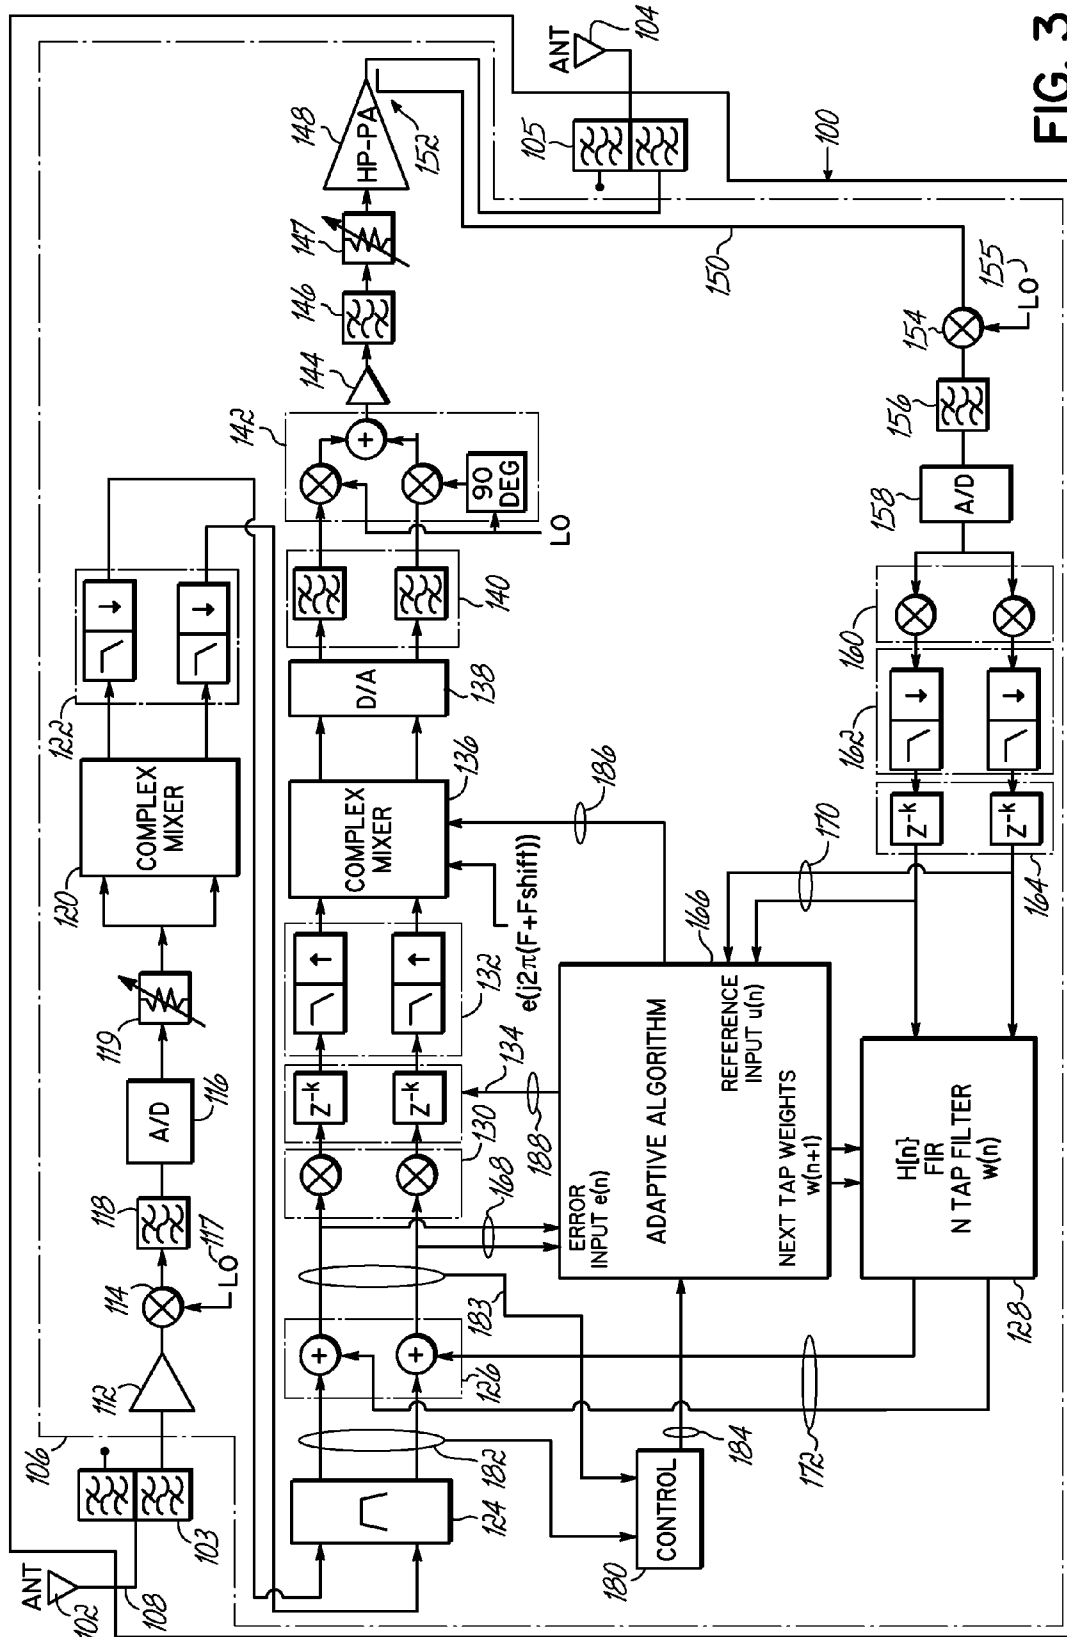 FIG. 3
ANT
102
108
103
106
112
114
LO
117
118
A/D
116
119
COMPLEX
MIXER
120
122
124
182
126
183
168
130
Z-k
Z-k
134
188
132
COMPLEX
MIXER
136
e(j2π(F+Fshift))
186
D/A
138
140
142
90
DEG
LO
144
146
147
HP-PA
148
152
ANT
104
105
100
150
154
LO
155
156
A/D
158
160
162
Z-k
Z-k
164
170
166
ERROR
INPUT e(n)
ADAPTIVE ALGORITHM
REFERENCE
INPUT u(n)
NEXT TAP WEIGHTS
w(n+1)
H[n}
FIR
N TAP FILTER
w(n)
128
172
184
CONTROL
180